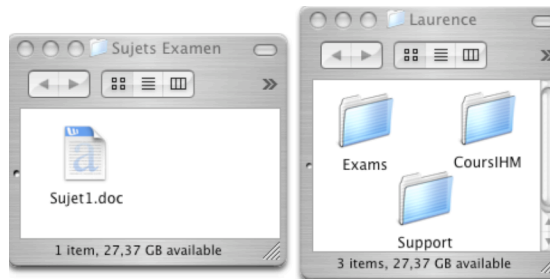 Sujets Examen
Sujet1.doc
1 item, 27,37 GB available
Laurence
Exams
CoursIHM
Support
3 items, 27,37 GB available